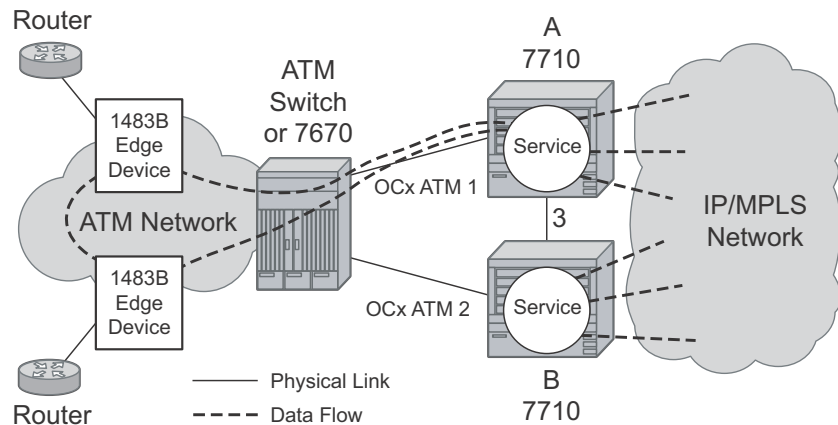 Router
1483B
Edge
Device
ATM
Switch
or 7670
A
7710
Service
OCx ATM 1
ATM Network
3
IP/MPLS
Network
1483B
Edge
Device
OCx ATM 2
Service
B
7710
Router
Physical Link
Data Flow